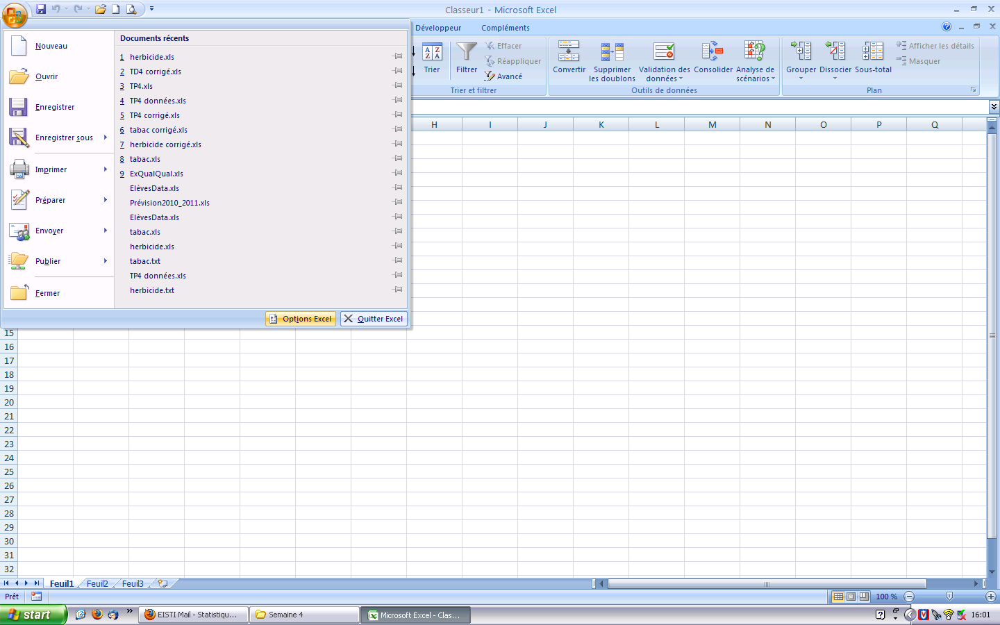 Classeur1 - Microsoft Excel
Développeur
Compléments
Nouveau
Ouvrir
Enregistrer
Enregistrer sous
Imprimer
Préparer
Envoyer
Publier
Fermer
Documents récents
1 herbicide.xls
2 TD4 corrigé.xls
3 TP4.xls
4 TP4 données.xls
5 TP4 corrigé.xls
6 tabac corrigé.xls
7 herbicide corrigé.xls
8 tabac.xls
9 ExQualQual.xls
ElèvesData.xls
Prévision2010_2011.xls
ElèvesData.xls
tabac.xls
herbicide.xls
tabac.txt
TP4 données.xls
herbicide.txt
Options Excel
Quitter Excel
Trier
Filtrer
Effacer
Réappliquer
Avancé
Trier et filtrer
Convertir
Supprimer
les doublons
Validation des
données
Consolider
Analyse de
scénarios
Outils de données
Grouper
Dissocier
Sous-total
Afficher les détails
Masquer
Plan
H I J K L M N O P Q
15
16
17
18
19
20
21
22
23
24
25
26
27
28
29
30
31
32
Feuil1 Feuil2 Feuil3
Prêt
100 %
start
EISTI Mail - Statistiqu...
Semaine 4
Microsoft Excel - Clas...
16:01